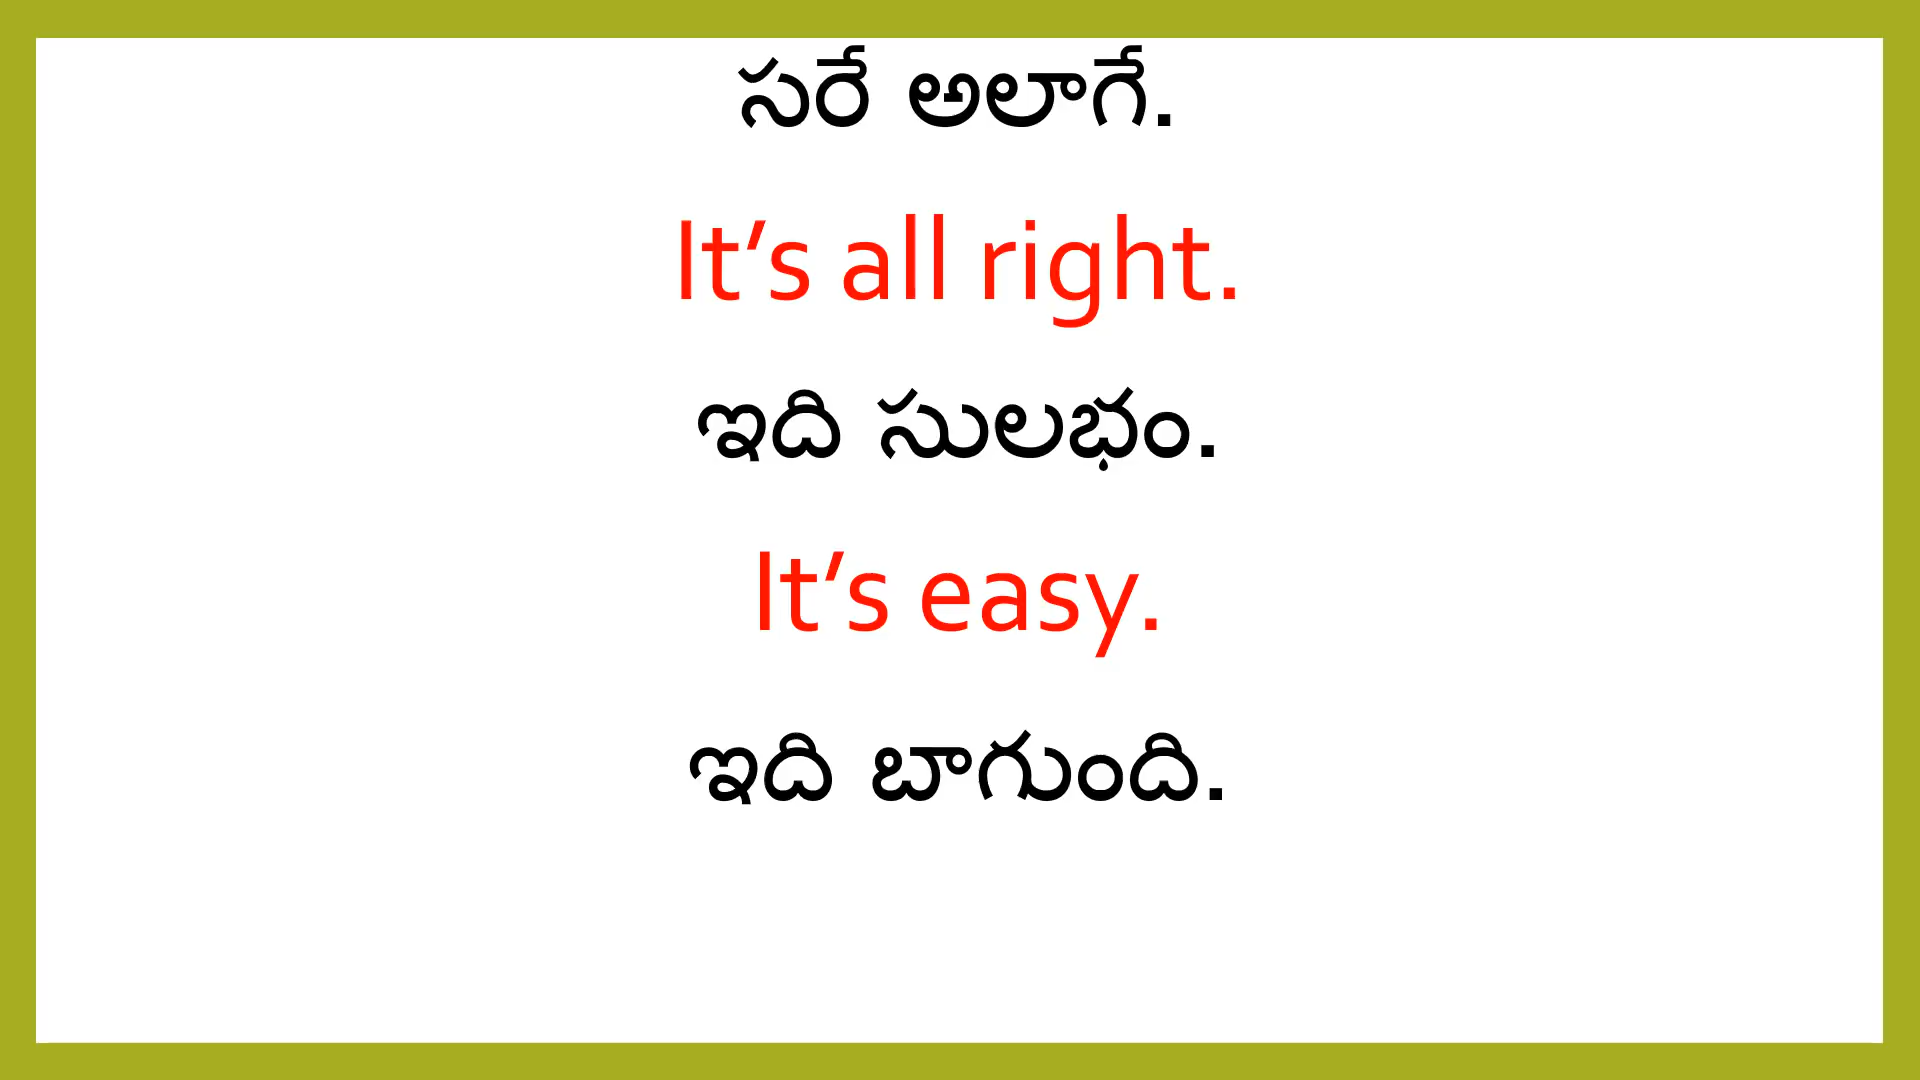 సరే అలాగే.
It's all right.
ఇది సులభం.
It's easy.
ఇది బాగుంది.